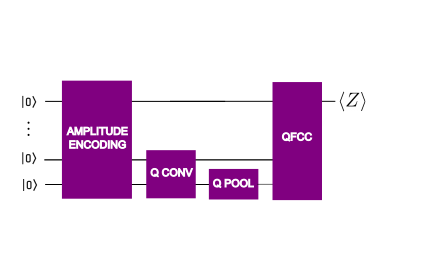 |0⟩
⋮
|0⟩
|0⟩
AMPLITUDE
ENCODING
Q CONV
Q POOL
QFCC
⟨Z⟩